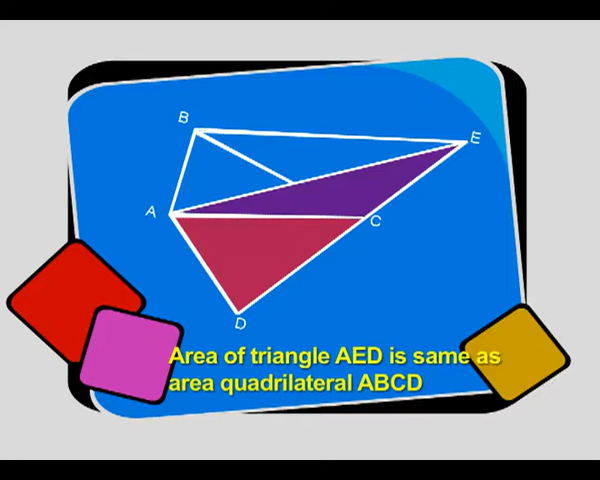 B
E
A
C
D
Area of triangle AED is same as
area quadrilateral ABCD